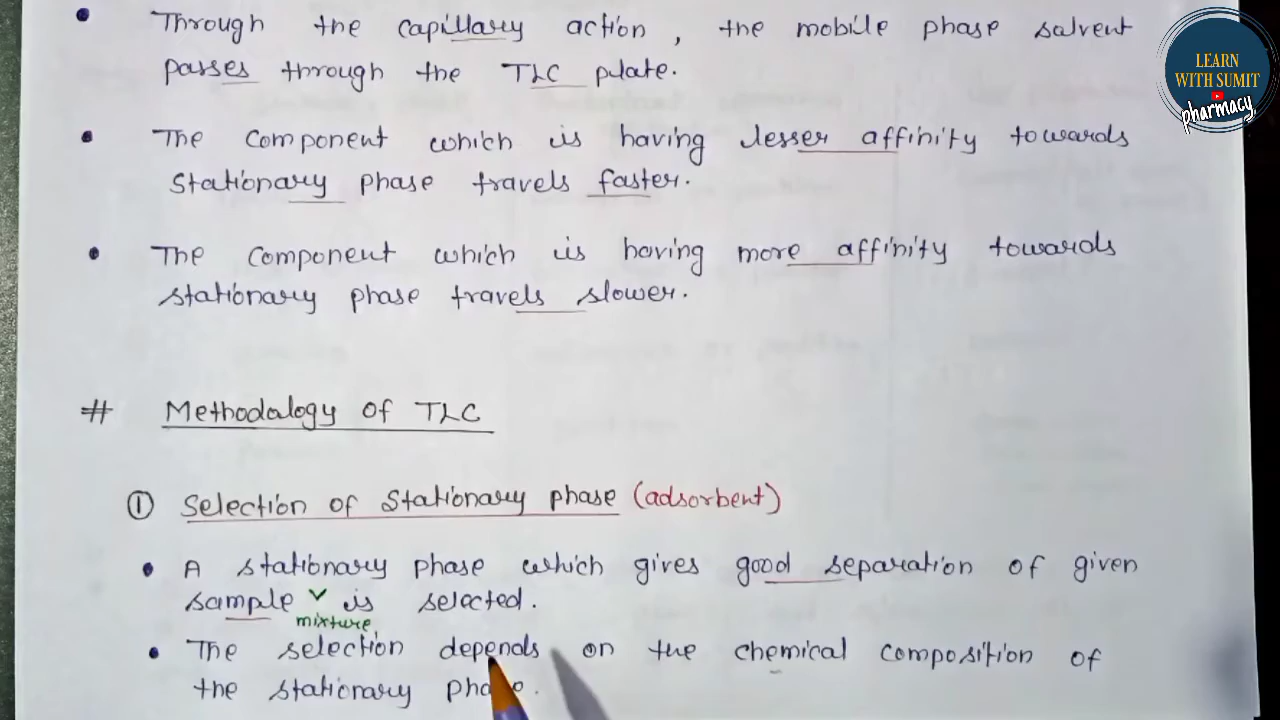 • Through the capillary action, the mobile phase solvent
passes through the TLC plate.
• The component which is having lesser affinity towards
stationary phase travels faster.
• The component which is having more affinity towards
stationary phase travels slower.
# Methodalogy of TLC
① Selection of Stationary phase (adsorbent)
• A stationary phase which gives good separation of given
sample ∨ is selected.
mixture
• The selection depends on the chemical composition of
the stationary
LEARN
WITH SUMIT
pharmacy